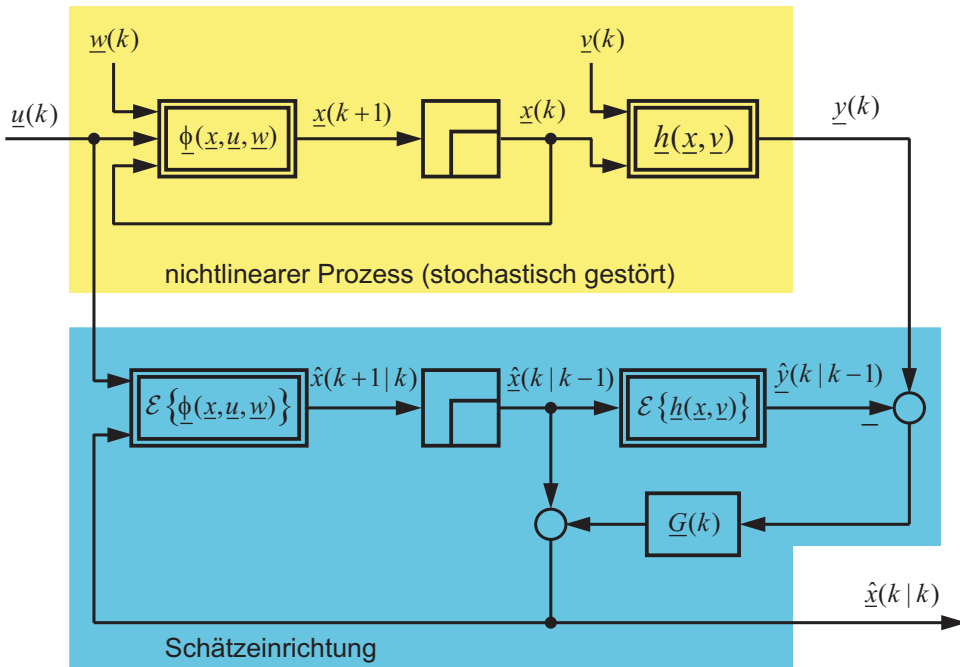 w(k)
v(k)
u(k)
x(k+1)
x(k)
y(k)
ϕ(x,u,w)
h(x,v)
nichtlinearer Prozess (stochastisch gestört)
x̂(k+1|k)
x̂(k|k−1)
ŷ(k|k−1)
ℰ{ϕ(x,u,w)}
ℰ{h(x,v)}
−
G(k)
x̂(k|k)
Schätzeinrichtung